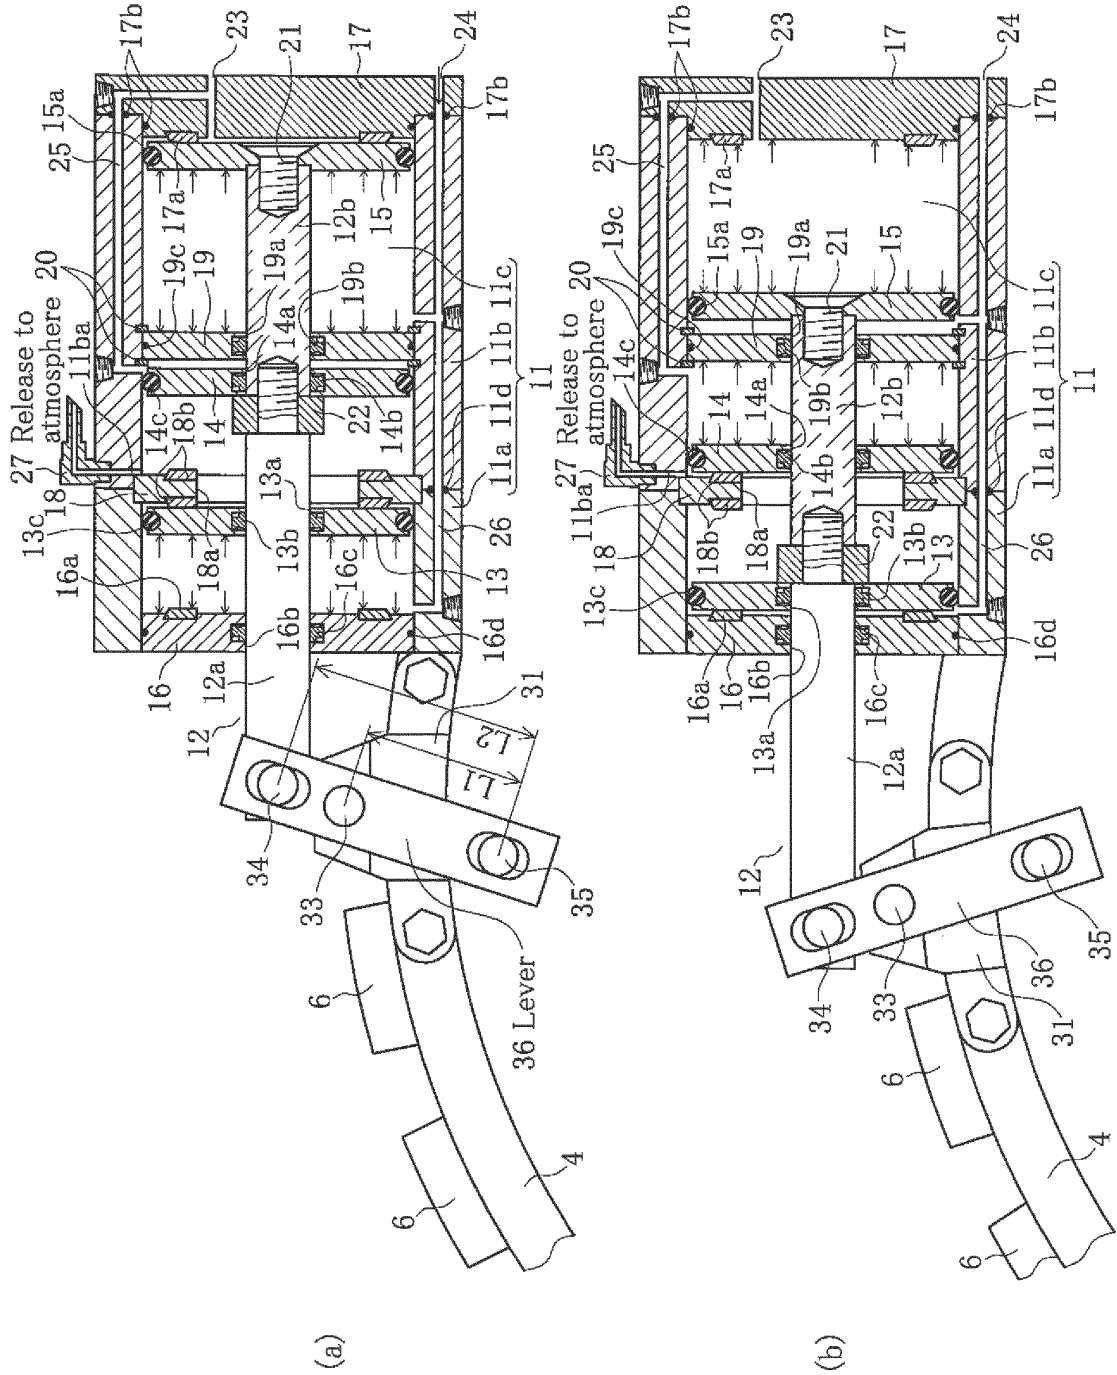 (a)
17b
23
21
17
24
15a
25
17a
12b
15
17b
20
19c
19
19a
19b
11c
Release to
atmosphere
11ba
14c
18b
14
14a
22
14b
11b
11d
11
27
18
13c
18a
13a
13b
11a
26
16a
16c
13
16
16b
12a
16d
12
31
L2
L1
34
33
35
36 Lever
6
6
4
(b)
17b
23
17
24
25
17a
19c
15a
20
19
19a
21
15
11c
14c
14
14a
19b
12b
11b
11d
11
Release to
atmosphere
27
11ba
14b
18
18b
18a
22
13b
13
11a
26
13c
16a
16
16b
16c
16d
13a
12a
12
34
33
36
35
31
6
4
6